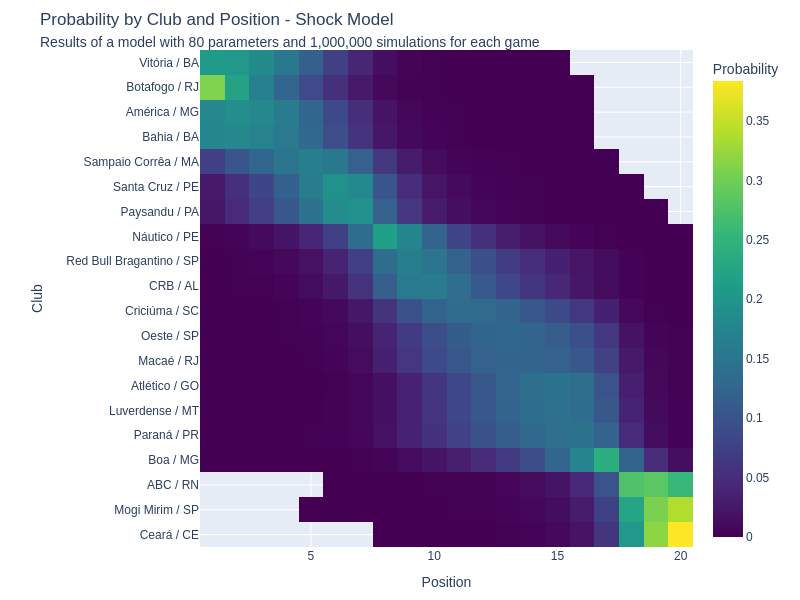 Probability by Club and Position - Shock Model
Results of a model with 80 parameters and 1,000,000 simulations for each game
Vitória / BA
Botafogo / RJ
América / MG
Bahia / BA
Sampaio Corrêa / MA
Santa Cruz / PE
Paysandu / PA
Náutico / PE
Red Bull Bragantino / SP
CRB / AL
Criciúma / SC
Oeste / SP
Macaé / RJ
Atlético / GO
Luverdense / MT
Paraná / PR
Boa / MG
ABC / RN
Mogi Mirim / SP
Ceará / CE
Club
5
10
15
20
Position
Probability
0.35
0.3
0.25
0.2
0.15
0.1
0.05
0